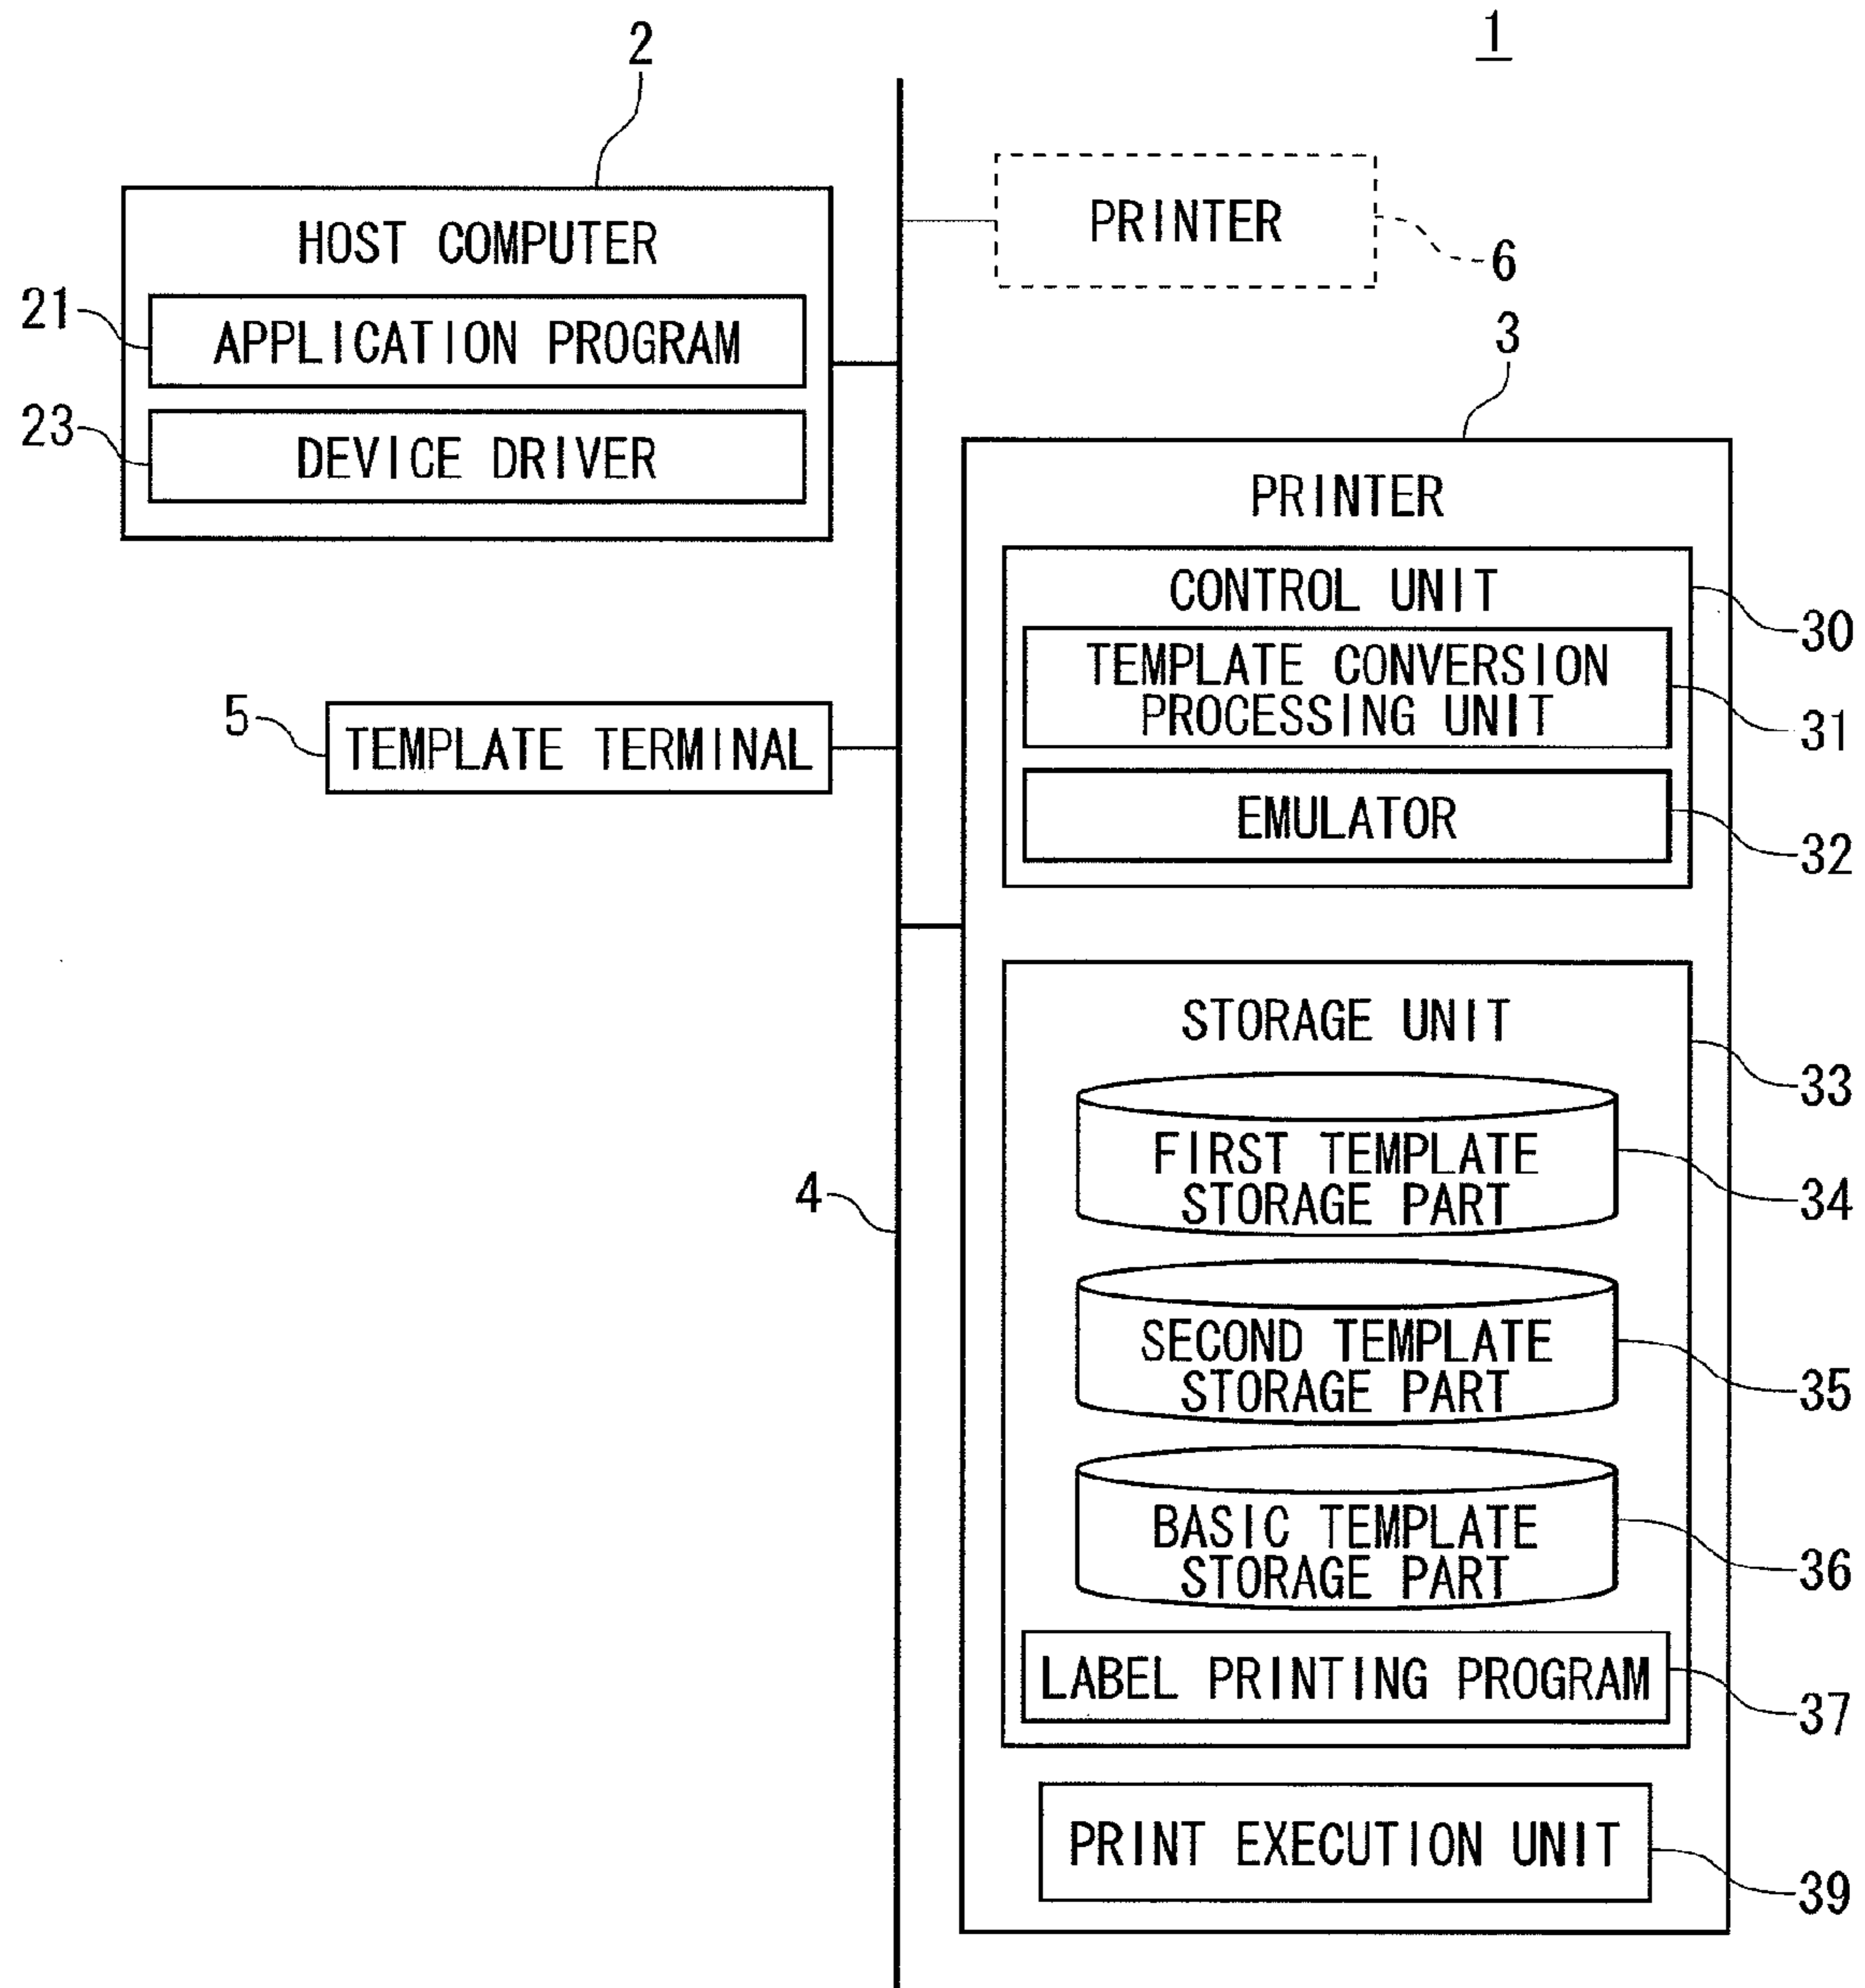 1
2
HOST COMPUTER
21
APPLICATION PROGRAM
23
DEVICE DRIVER
PRINTER
6
3
PRINTER
CONTROL UNIT
30
TEMPLATE CONVERSION
PROCESSING UNIT
31
EMULATOR
32
5
TEMPLATE TERMINAL
4
STORAGE UNIT
33
FIRST TEMPLATE
STORAGE PART
34
SECOND TEMPLATE
STORAGE PART
35
BASIC TEMPLATE
STORAGE PART
36
LABEL PRINTING PROGRAM
37
PRINT EXECUTION UNIT
39